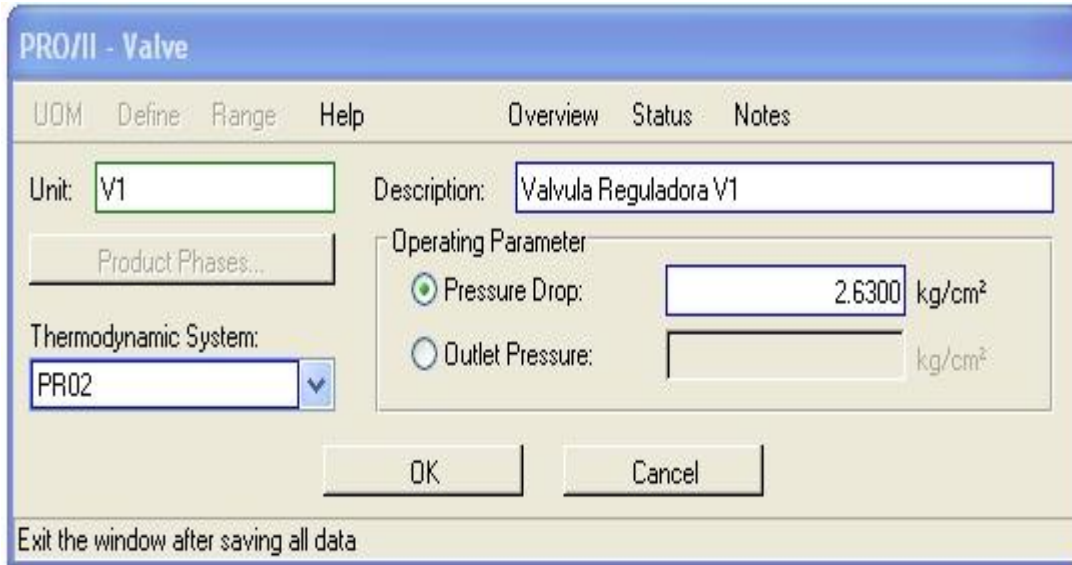 PRO/II - Valve
UOM Define Range Help Overview Status Notes
Unit: V1 Description: Valvula Reguladora V1
Product Phases...
Operating Parameter
Pressure Drop: 2.6300 kg/cm²
Thermodynamic System:
Outlet Pressure: kg/cm²
PR02
OK Cancel
Exit the window after saving all data